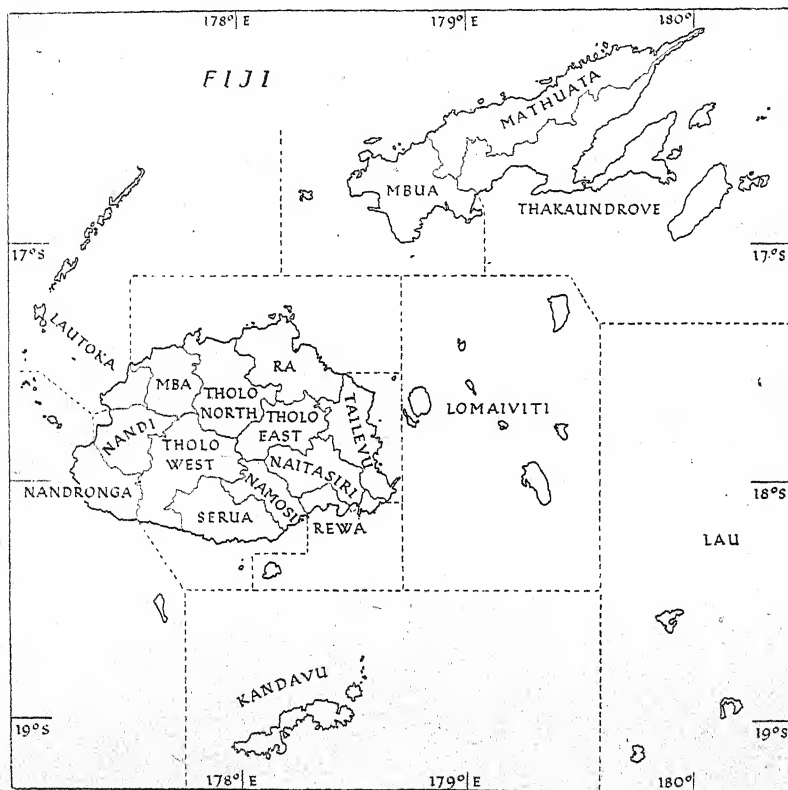 178° E
179° E
180°
FIJI
MATHUATA
MBUA
THAKAUNDROVE
17° S
17° S
LAUTOKA
RA
MBA
THOLO
NORTH
THOLO
EAST
TAILEVU
LOMAIVITI
NANDI
THOLO
WEST
NAITASIRI
NAMOSI
NANDRONGA
SERUA
REWA
18° S
18° S
LAU
KANDAVU
19° S
19° S
178° E
179° E
180°